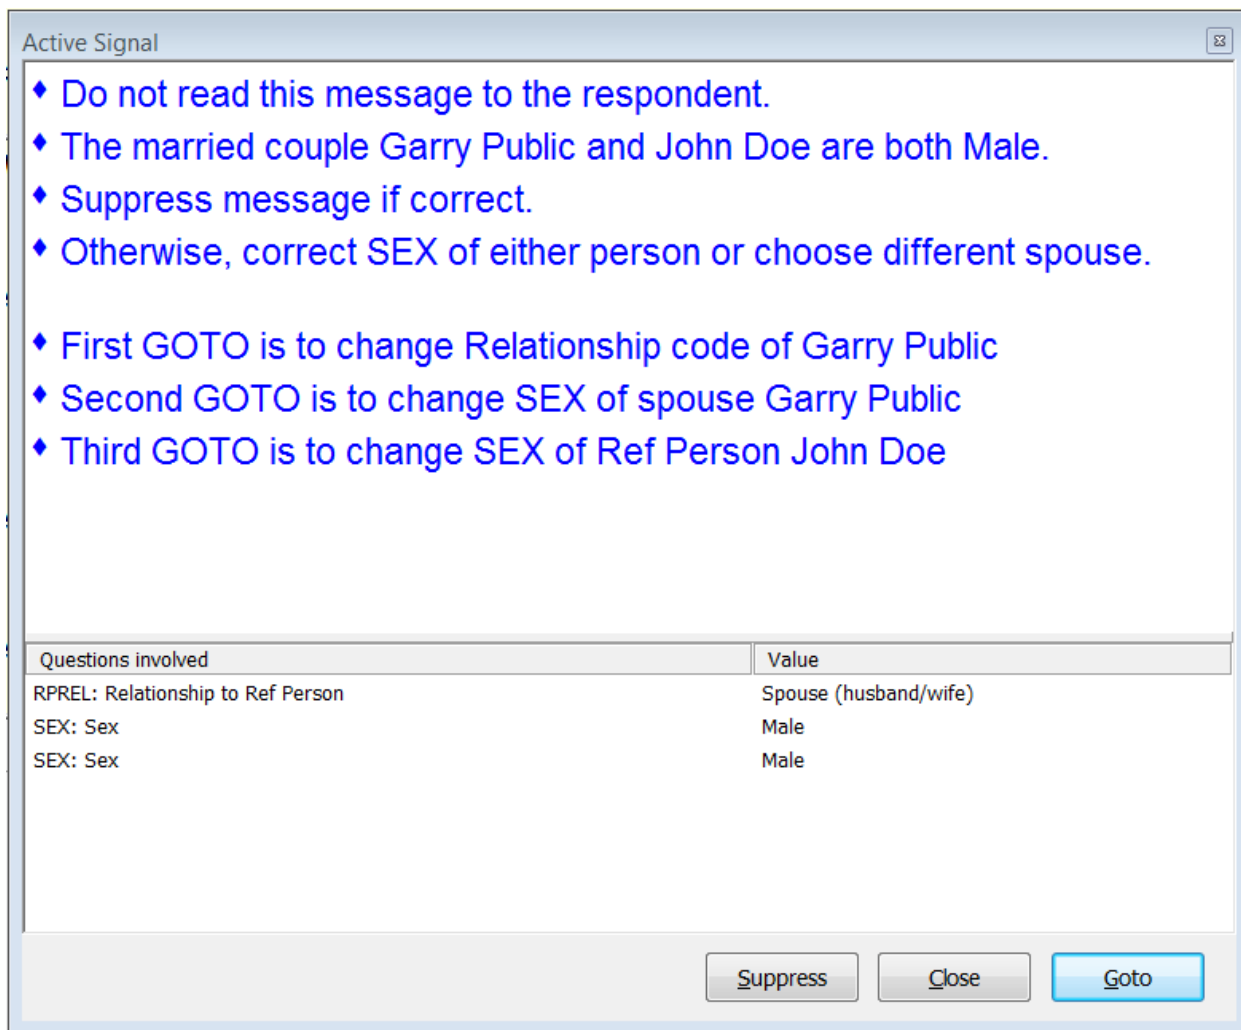 Active Signal
♦ Do not read this message to the respondent.
♦ The married couple Garry Public and John Doe are both Male.
♦ Suppress message if correct.
♦ Otherwise, correct SEX of either person or choose different spouse.
♦ First GOTO is to change Relationship code of Garry Public
♦ Second GOTO is to change SEX of spouse Garry Public
♦ Third GOTO is to change SEX of Ref Person John Doe
Questions involved Value
RPREL: Relationship to Ref Person Spouse (husband/wife)
SEX: Sex Male
SEX: Sex Male
Suppress Close Goto